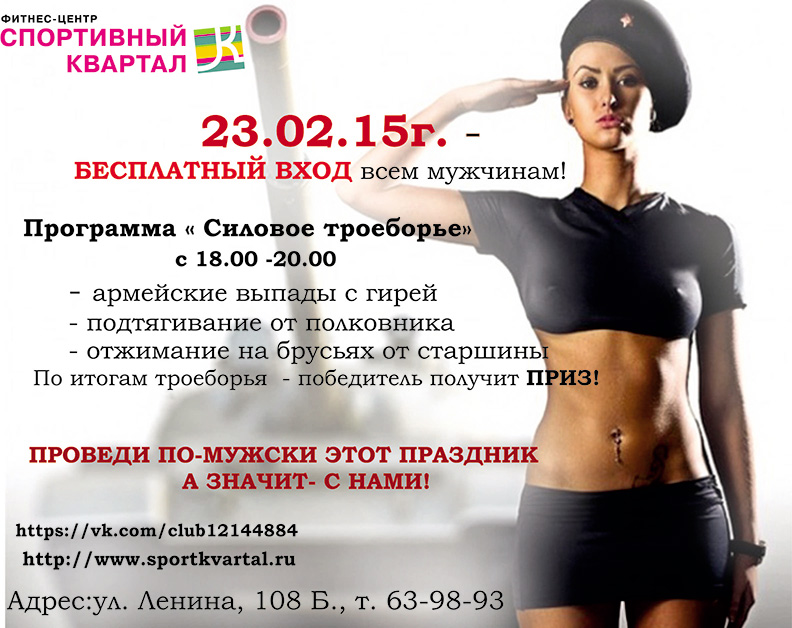 ФИТНЕС-ЦЕНТР
СПОРТИВНЫЙ
КВАРТАЛ
23.02.15г. -
БЕСПЛАТНЫЙ ВХОД всем мужчинам!
Программа « Силовое троеборье»
с 18.00 -20.00
- армейские выпады с гирей
- подтягивание от полковника
- отжимание на брусьях от старшины
По итогам троеборья - победитель получит ПРИЗ!
ПРОВЕДИ ПО-МУЖСКИ ЭТОТ ПРАЗДНИК
А ЗНАЧИТ- С НАМИ!
https://vk.com/club12144884
http://www.sportkvartal.ru
Адрес:ул. Ленина, 108 Б., т. 63-98-93